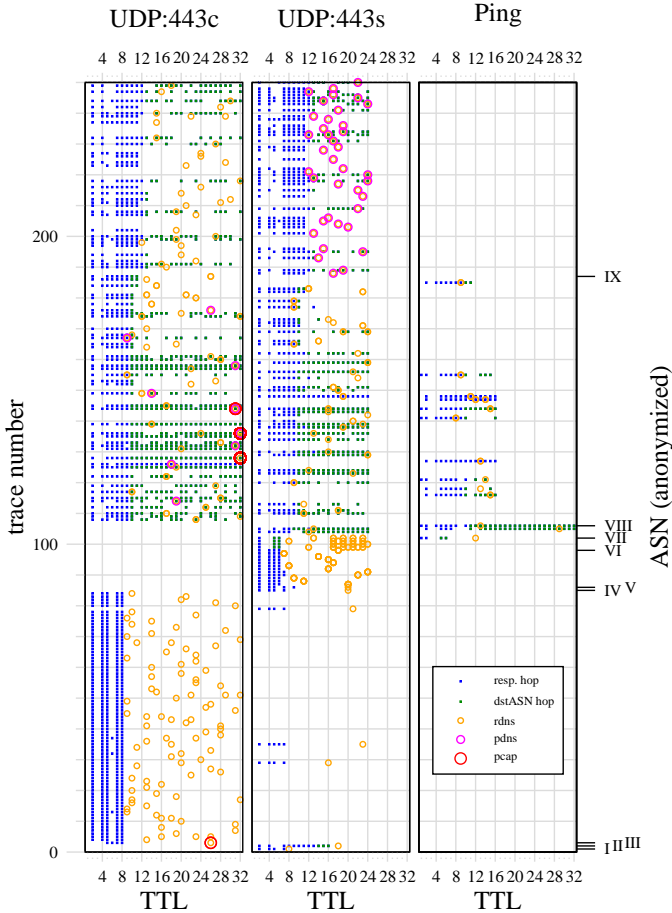 UDP:443c UDP:443s Ping
4 8 12 16 20 24 28 32 4 8 12 16 20 24 28 32 4 8 12 16 20 24 28 32
200
IX
trace number
ASN (anonymized)
VIII
VII
100
VI
IV V
resp. hop
dstASN hop
rdns
pdns
pcap
0
I II III
4 8 12 16 20 24 28 32 4 8 12 16 20 24 28 32 4 8 12 16 20 24 28 32
TTL TTL TTL